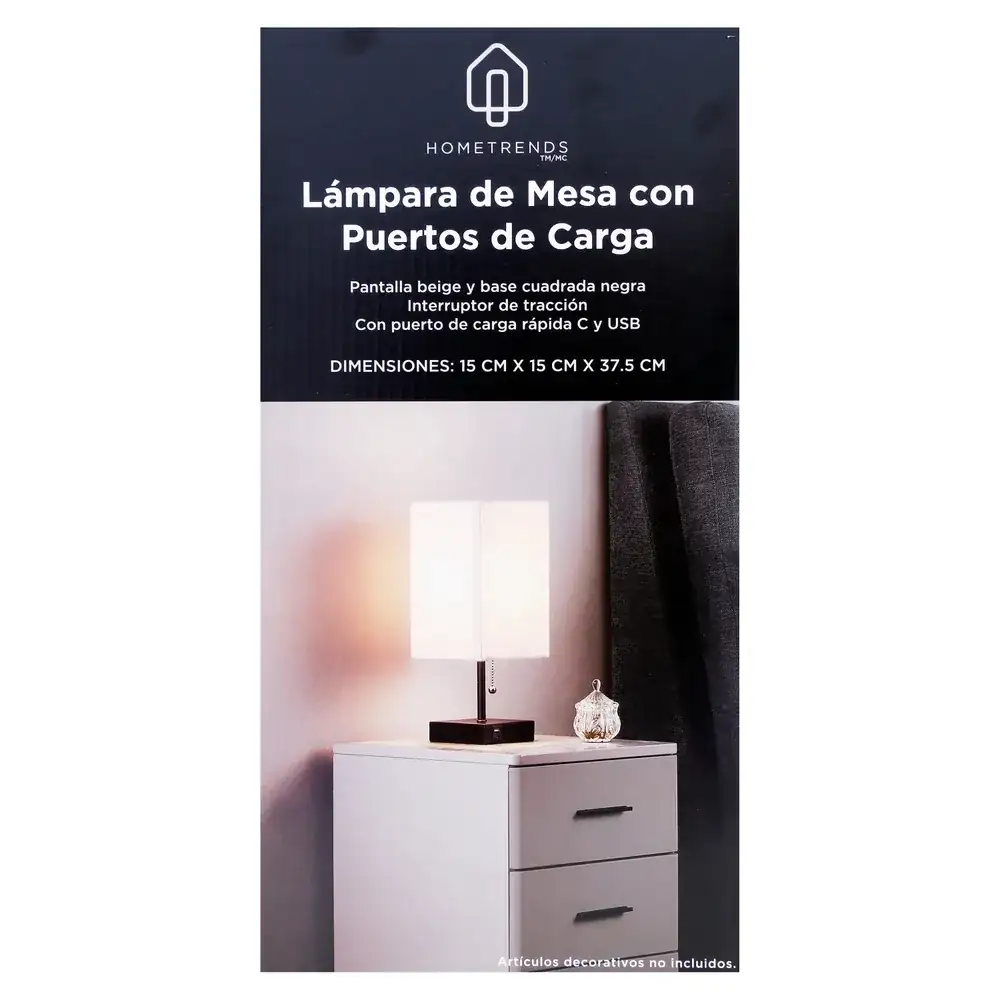 HOMETRENDS
TM/MC
Lámpara de Mesa con
Puertos de Carga
Pantalla beige y base cuadrada negra
Interruptor de tracción
Con puerto de carga rápida C y USB
DIMENSIONES: 15 CM X 15 CM X 37.5 CM
Artículos decorativos no incluidos.